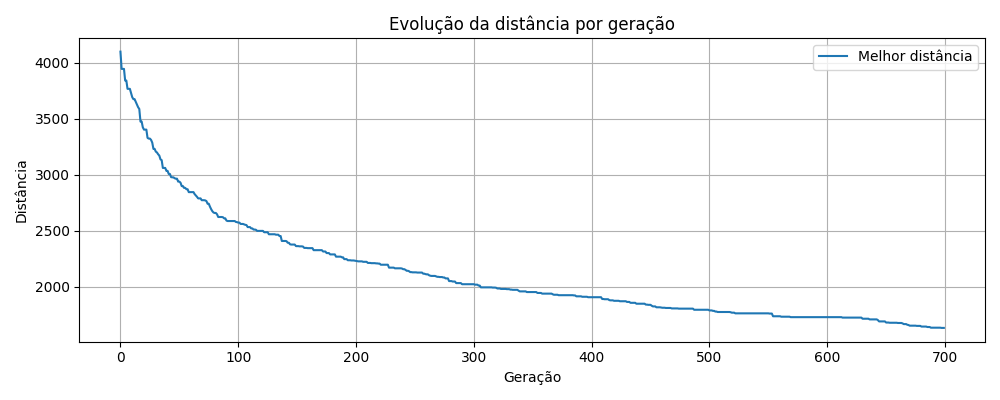 Evolução da distância por geração
Melhor distância
Distância
4000
3500
3000
2500
2000
0 100 200 300 400 500 600 700
Geração